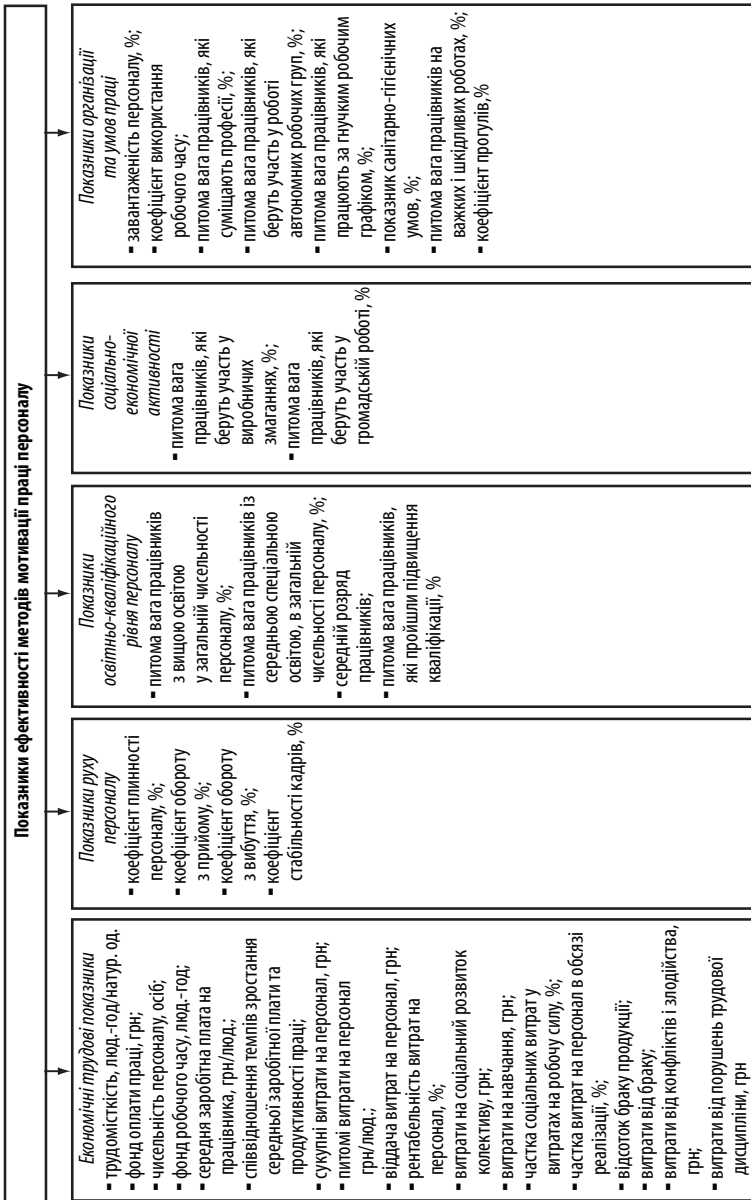 Показники ефективності методів мотивації праці персоналу
Економічні трудові показники
▪ трудомісткість, люд.-год/натур. од.
▪ фонд оплати праці, грн;
▪ чисельність персоналу, осіб;
▪ фонд робочого часу, люд.-год;
▪ середня заробітна плата на
працівника, грн/люд.;
▪ співвідношення темпів зростання
середньої заробітної плати та
продуктивності праці;
▪ сукупні витрати на персонал, грн;
▪ питомі витрати на персонал
грн/люд.;
▪ віддача витрат на персонал, грн;
▪ рентабельність витрат на
персонал, %;
▪ витрати на соціальний розвиток
колективу, грн;
▪ витрати на навчання, грн;
▪ частка соціальних витрат у
витратах на робочу силу, %;
▪ частка витрат на персонал в обсязі
реалізації, %;
▪ відсоток браку продукції;
▪ витрати від браку;
▪ витрати від конфліктів і злодійства,
грн;
▪ витрати від порушень трудової
дисципліни, грн
Показники руху
персоналу
▪ коефіцієнт плинності
персоналу, %;
▪ коефіцієнт обороту
з прийому, %;
▪ коефіцієнт обороту
з вибуття, %;
▪ коефіцієнт
стабільності кадрів, %
Показники
освітньо-кваліфікаційного
рівня персоналу
▪ питома вага працівників
з вищою освітою
у загальній чисельності
персоналу, %;
▪ питома вага працівників із
середньою спеціальною
освітою, в загальній
чисельності персоналу, %;
▪ середній розряд
працівників;
▪ питома вага працівників,
які пройшли підвищення
кваліфікації, %
Показники
соціально-
економічної
активності
▪ питома вага
працівників, які
беруть участь у
виробничих
змаганнях, %;
▪ питома вага
працівників, які
беруть участь у
громадській роботі, %
Показники організації
та умов праці
▪ завантаженість персоналу, %;
▪ коефіцієнт використання
робочого часу;
▪ питома вага працівників, які
суміщають професії, %;
▪ питома вага працівників, які
беруть участь у роботі
автономних робочих груп, %;
▪ питома вага працівників, які
працюють за гнучким робочим
графіком, %;
▪ показник санітарно-гігієнічних
умов, %;
▪ питома вага працівників на
важких і шкідливих роботах, %;
▪ коефіцієнт прогулів,%